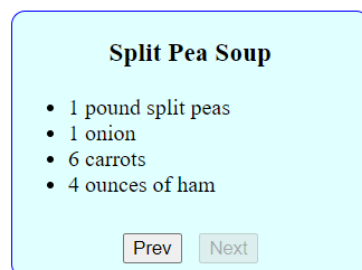 Split Pea Soup
• 1 pound split peas
• 1 onion
• 6 carrots
• 4 ounces of ham
Prev Next